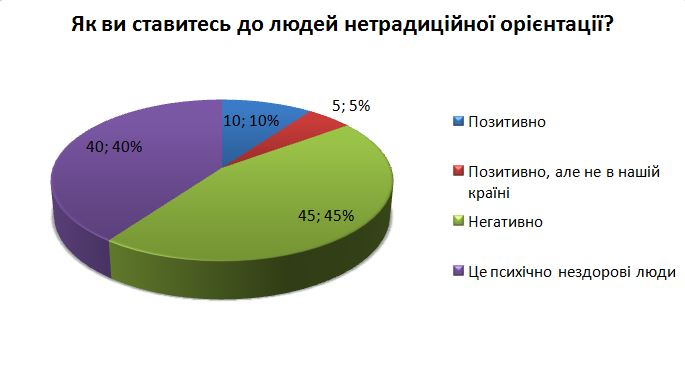 Як ви ставитесь до людей нетрадиційної орієнтації?
10; 10%
5; 5%
40; 40%
45; 45%
Позитивно
Позитивно, але не в нашій
країні
Негативно
Це психічно нездорові люди